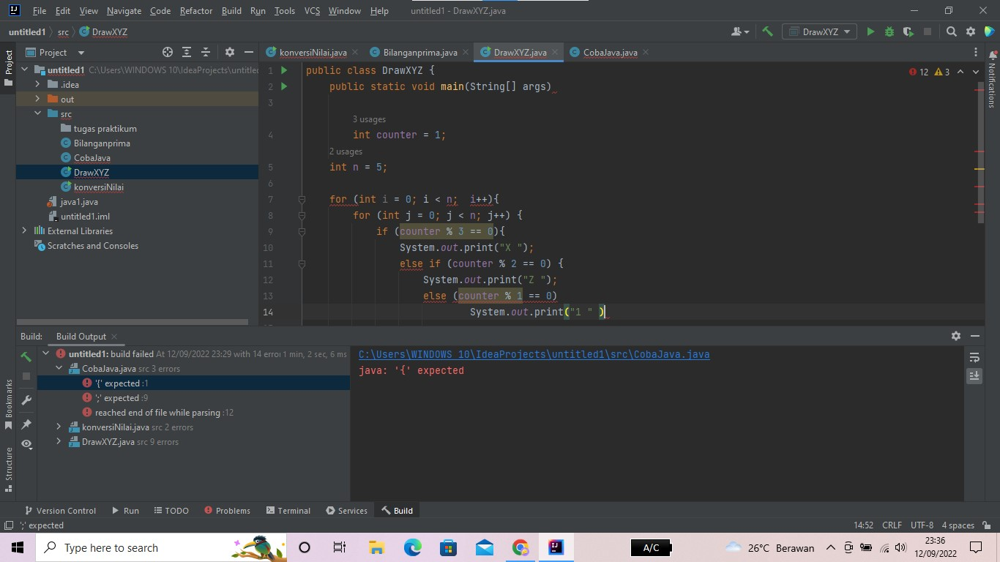 File Edit View Navigate Code Refactor Build Run Tools VCS Window Help untitled1 - DrawXYZ.java
untitled1 src DrawXYZ
DrawXYZ
Project
konversiNilai.java
Bilanganprima.java
DrawXYZ.java
CobaJava.java
Project
Notifications
untitled1 C:\Users\WINDOWS 10\IdeaProjects\untitlec
.idea
out
src
tugas praktikum
Bilanganprima
CobaJava
DrawXYZ
konversiNilai
java1.java
untitled1.iml
External Libraries
Scratches and Consoles
12 3
1 public class DrawXYZ {
2 public static void main(String[] args)
3
3 usages
4 int counter = 1;
2 usages
5 int n = 5;
6
7 for (int i = 0; i < n; i++){
8 for (int j = 0; j < n; j++) {
9 if (counter % 3 == 0){
10 System.out.print("X ");
11 else if (counter % 2 == 0) {
12 System.out.print("Z ");
13 else (counter % 1 == 0)
14 System.out.print("1 " )
Build: Build Output
untitled1: build failed At 12/09/2022 23:29 with 14 erroi 1 min, 2 sec, 6 ms
CobaJava.java src 3 errors
'{' expected :1
';' expected :9
reached end of file while parsing :12
konversiNilai.java src 2 errors
DrawXYZ.java src 9 errors
C:\Users\WINDOWS 10\IdeaProjects\untitled1\src\CobaJava.java
java: '{' expected
Bookmarks
Structure
Version Control Run TODO Problems Terminal Services Build
';' expected
14:52 CRLF UTF-8 4 spaces
Type here to search
A/C
26°C Berawan
23:36
12/09/2022